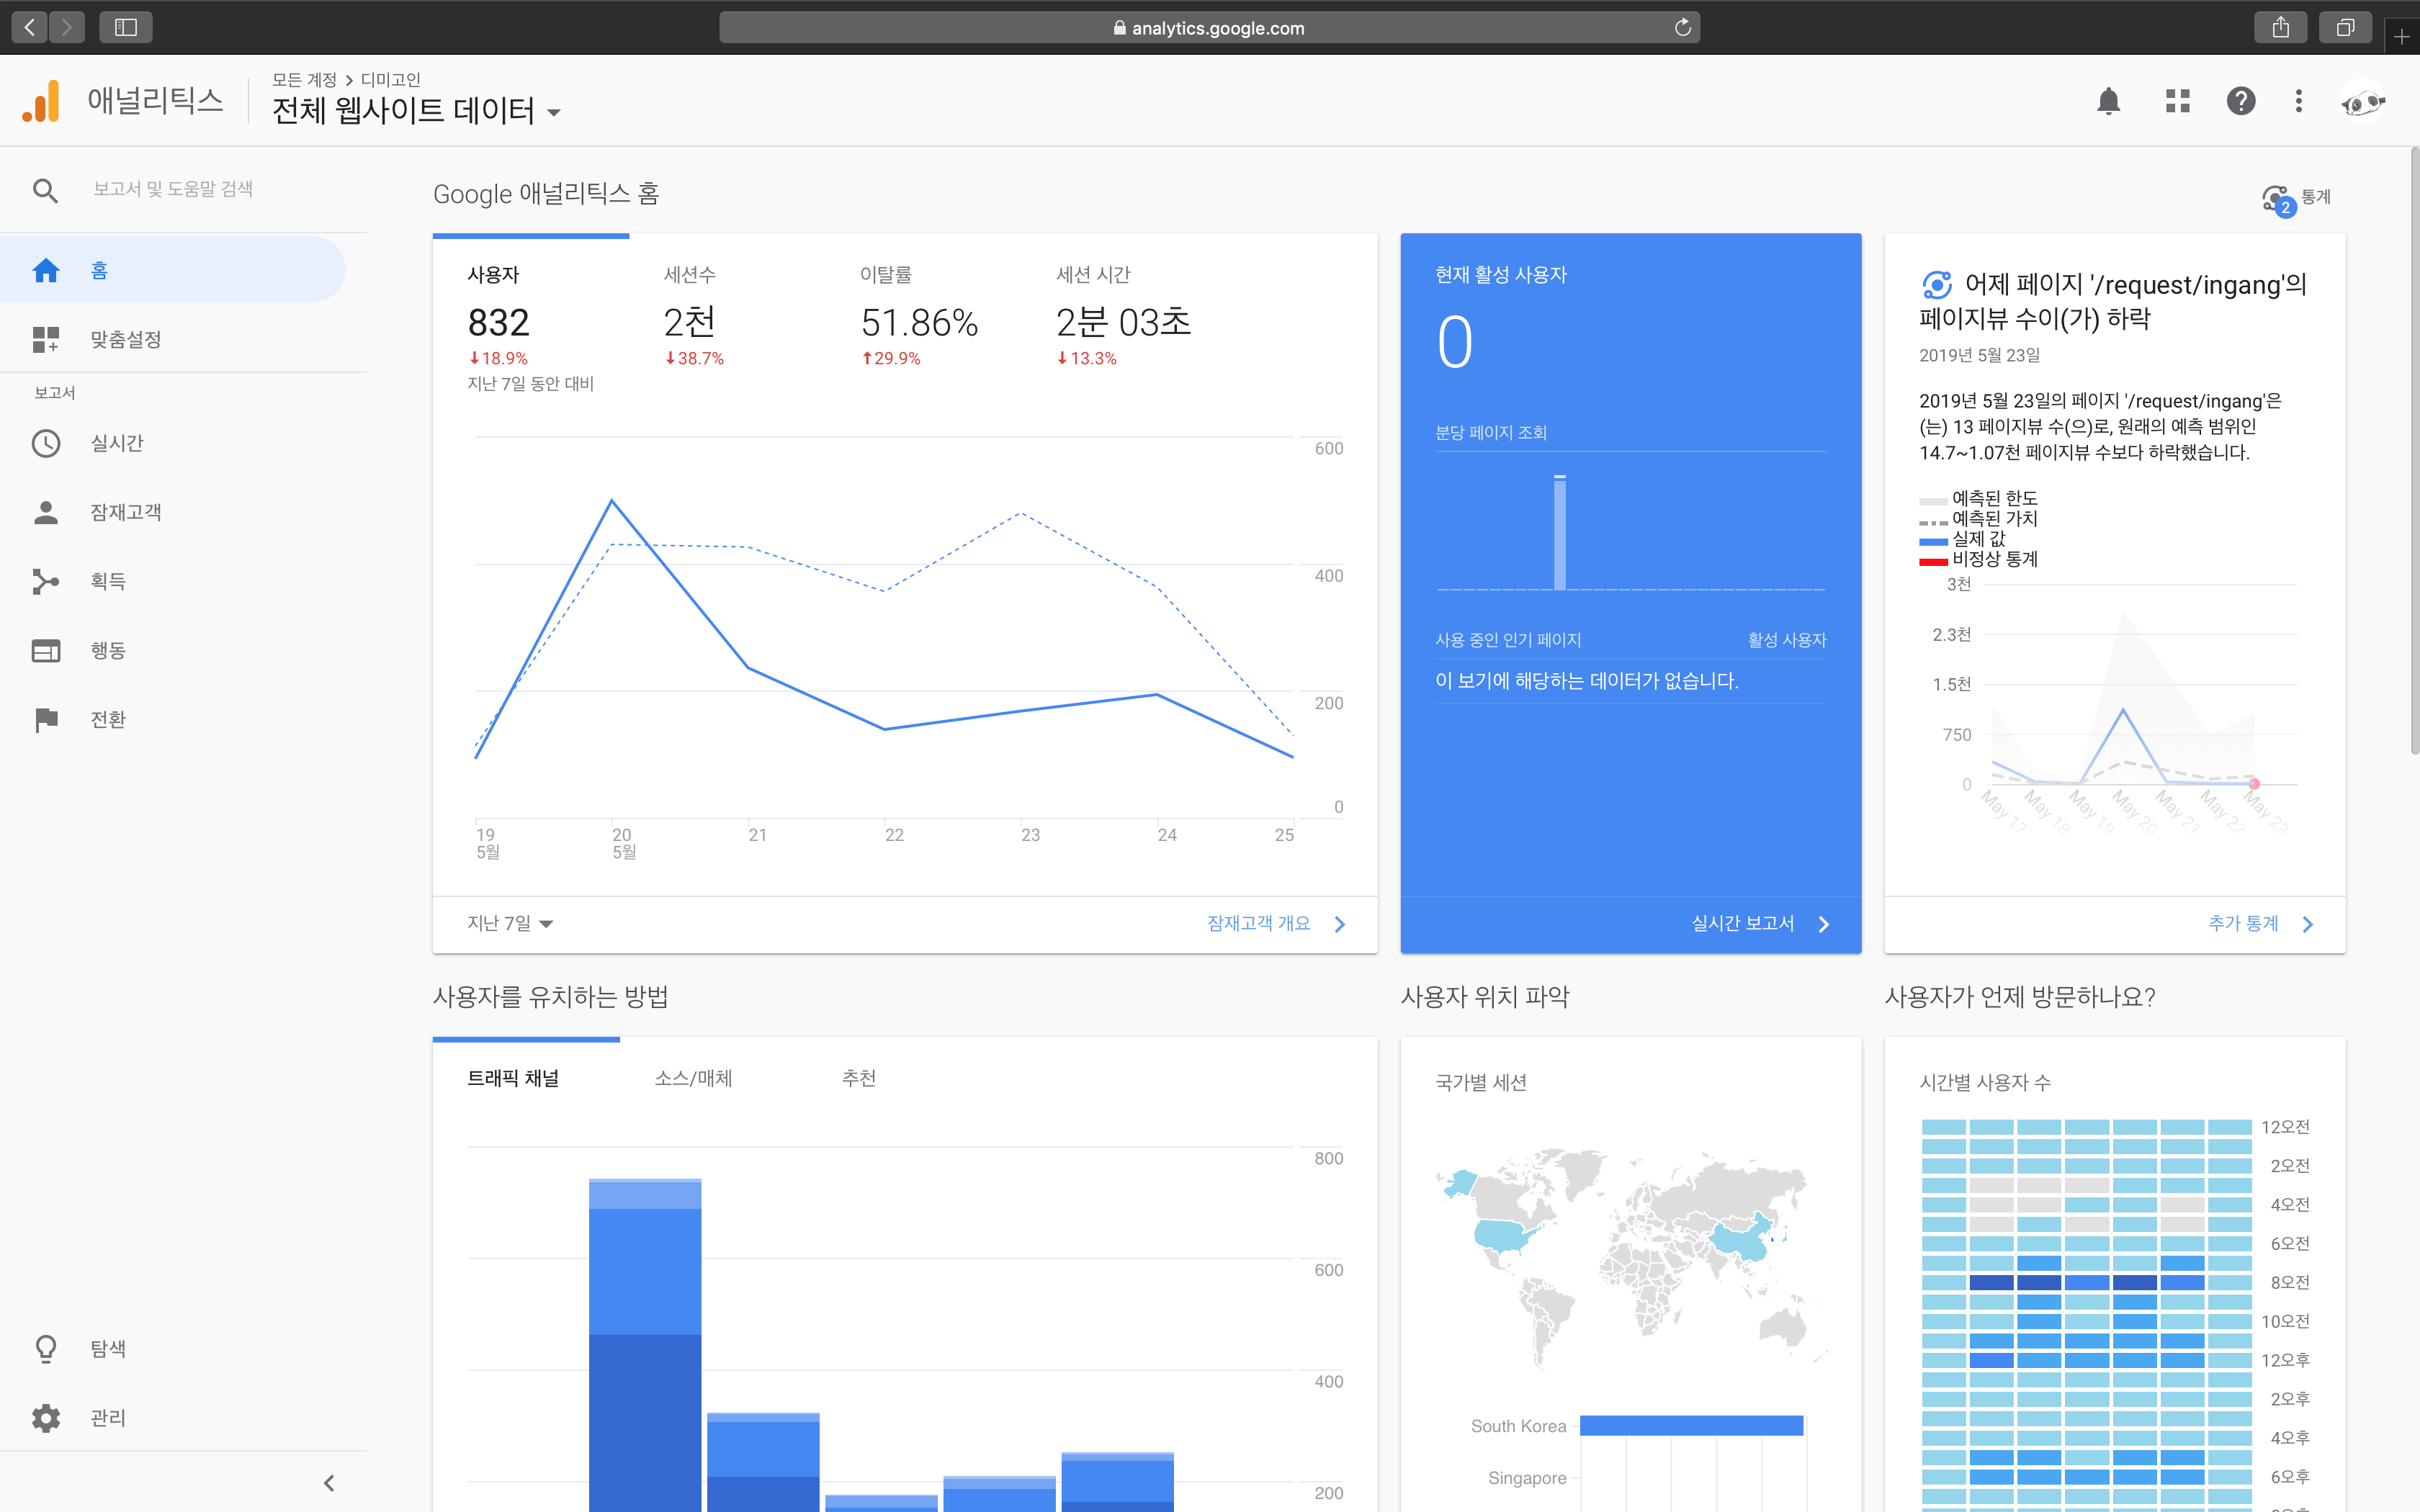 analytics.google.com
애널리틱스
모든 계정 > 디미고인
전체 웹사이트 데이터
보고서 및 도움말 검색
홈
맞춤설정
보고서
실시간
잠재고객
획득
행동
전환
탐색
관리
Google 애널리틱스 홈
2 통계
사용자
832
18.9%
지난 7일 동안 대비
세션수
2천
38.7%
이탈률
51.86%
29.9%
세션 시간
2분 03초
13.3%
600
400
200
0
19 20 21 22 23 24 25
5월 5월
지난 7일
잠재고객 개요
현재 활성 사용자
0
분당 페이지 조회
사용 중인 인기 페이지 활성 사용자
이 보기에 해당하는 데이터가 없습니다.
실시간 보고서
어제 페이지 '/request/ingang'의
페이지뷰 수이(가) 하락
2019년 5월 23일
2019년 5월 23일의 페이지 '/request/ingang'은
(는) 13 페이지뷰 수(으)로, 원래의 예측 범위인
14.7~1.07천 페이지뷰 수보다 하락했습니다.
예측된 한도
예측된 가치
실제 값
비정상 통계
3천
2.3천
1.5천
750
0
May 17 May 18 May 19 May 20 May 21 May 22 May 23
추가 통계
사용자를 유치하는 방법
트래픽 채널 소스/매체 추천
800
600
400
200
사용자 위치 파악
국가별 세션
South Korea
Singapore
사용자가 언제 방문하나요?
시간별 사용자 수
12오전
2오전
4오전
6오전
8오전
10오전
12오후
2오후
4오후
6오후